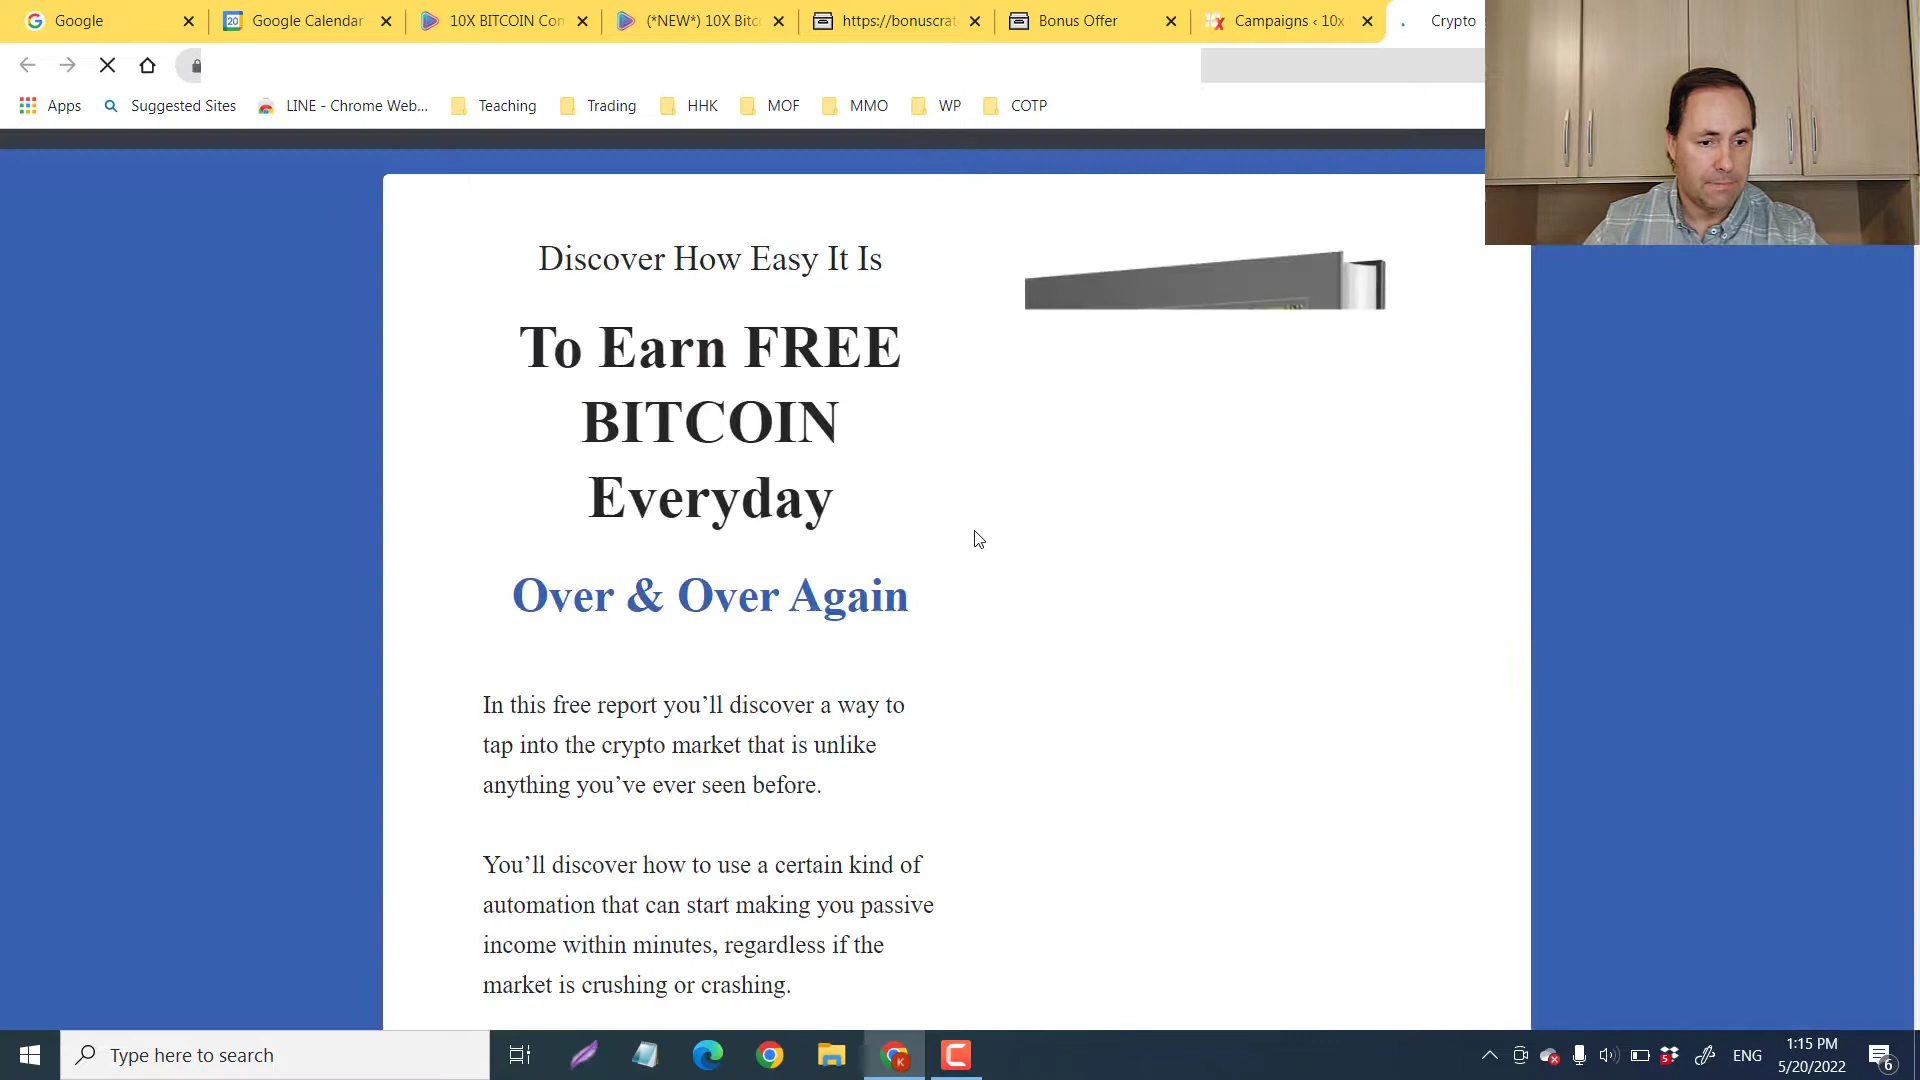 Google
Google Calendar
10X BITCOIN Con
(*NEW*) 10X Bitc
https://bonuscrat
Bonus Offer
Campaigns ‹ 10x
Crypto
Apps
Suggested Sites
LINE - Chrome Web...
Teaching
Trading
HHK
MOF
MMO
WP
COTP
Discover How Easy It Is
To Earn FREE
BITCOIN
Everyday
Over & Over Again
In this free report you’ll discover a way to
tap into the crypto market that is unlike
anything you’ve ever seen before.
You’ll discover how to use a certain kind of
automation that can start making you passive
income within minutes, regardless if the
market is crushing or crashing.
Type here to search
K
5
ENG
1:15 PM
5/20/2022
6